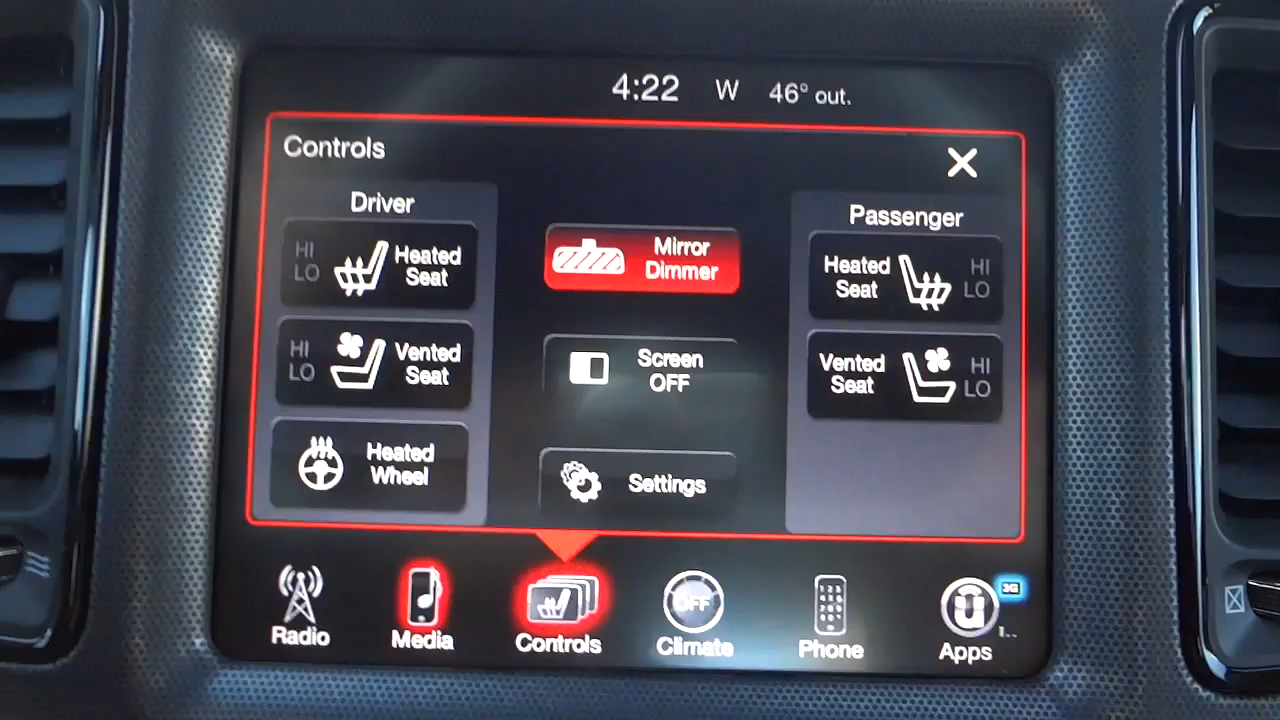 4:22 W 46° out.
Controls
Driver
HI
LO
Heated
Seat
HI
LO
Vented
Seat
Heated
Wheel
Mirror
Dimmer
Screen
OFF
Settings
Passenger
Heated
Seat
HI
LO
Vented
Seat
HI
LO
Radio
Media
Controls
OFF
Climate
Phone
3G
1..
Apps